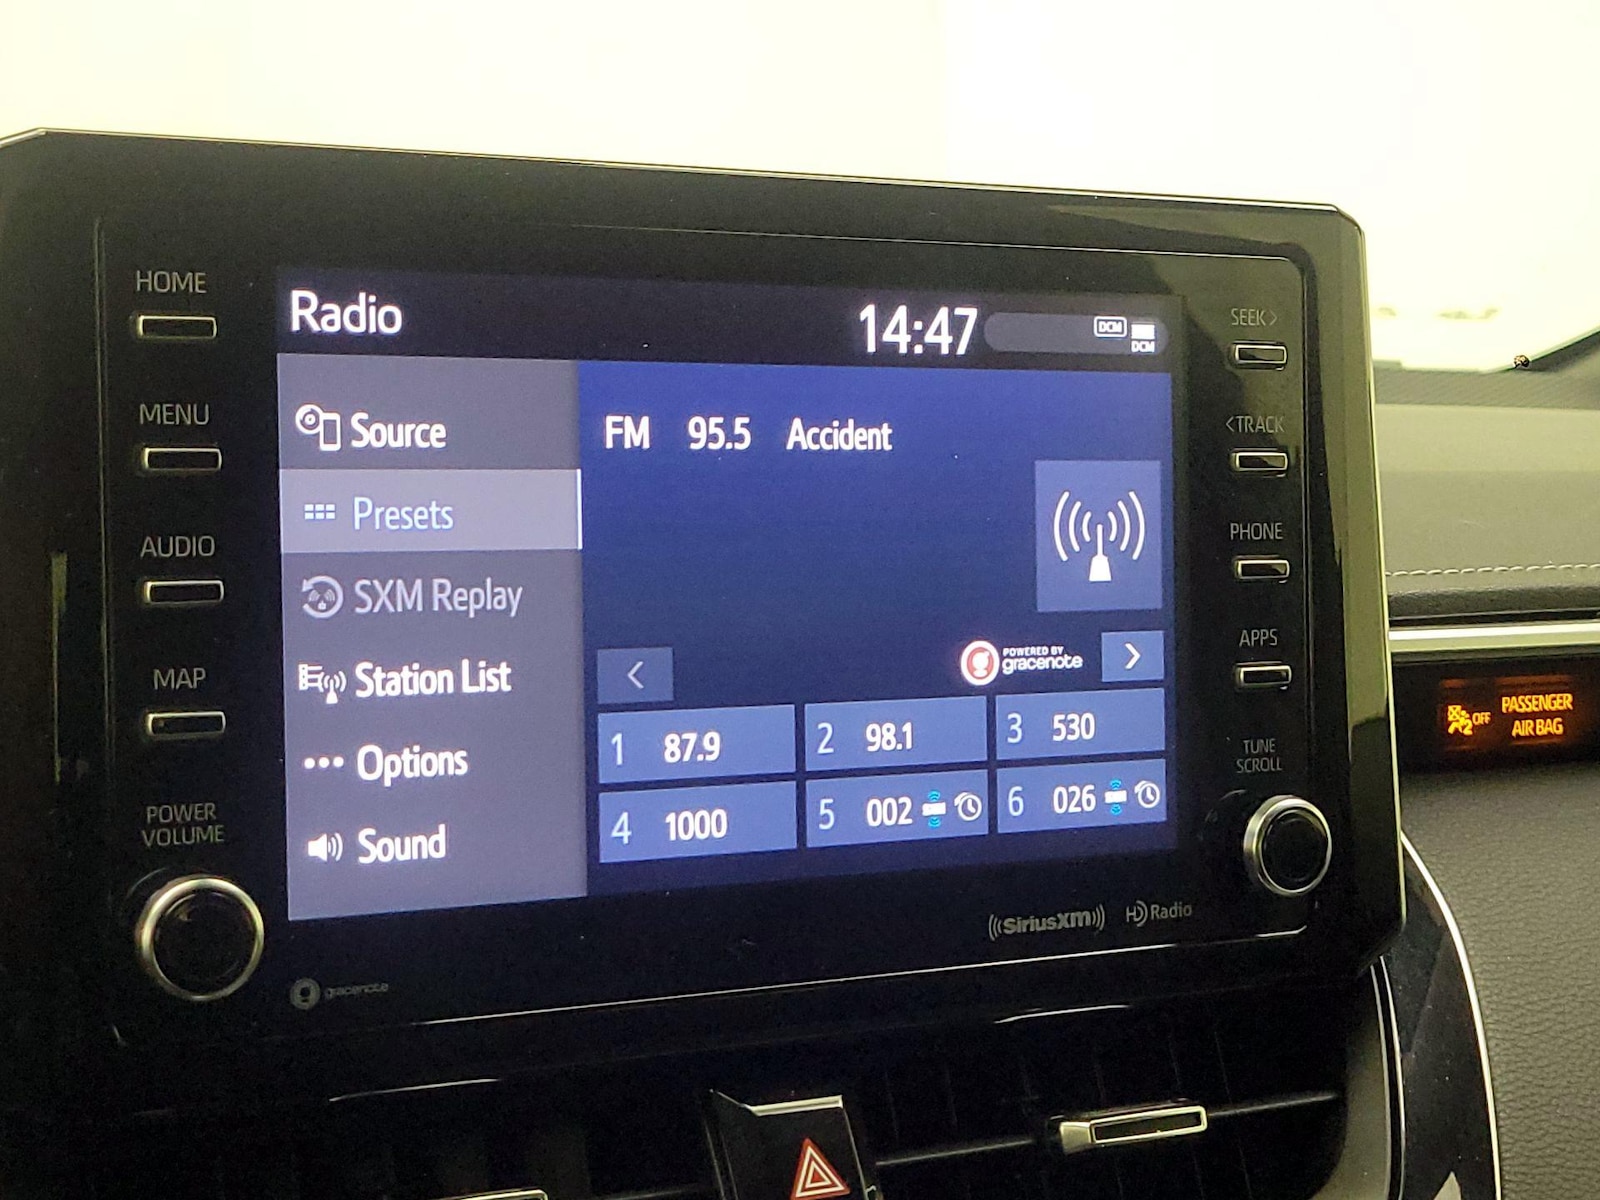 HOME
MENU
AUDIO
MAP
POWER
VOLUME
Radio
14:47
DCM
DCM
Source
Presets
SXM Replay
Station List
Options
Sound
FM 95.5 Accident
POWERED BY
gracenote
1 87.9
2 98.1
3 530
4 1000
5 002
6 026
((SiriusXM))
HD Radio
gracenote
SEEK>
<TRACK
PHONE
APPS
TUNE
SCROLL
OFF
2
PASSENGER
AIR BAG